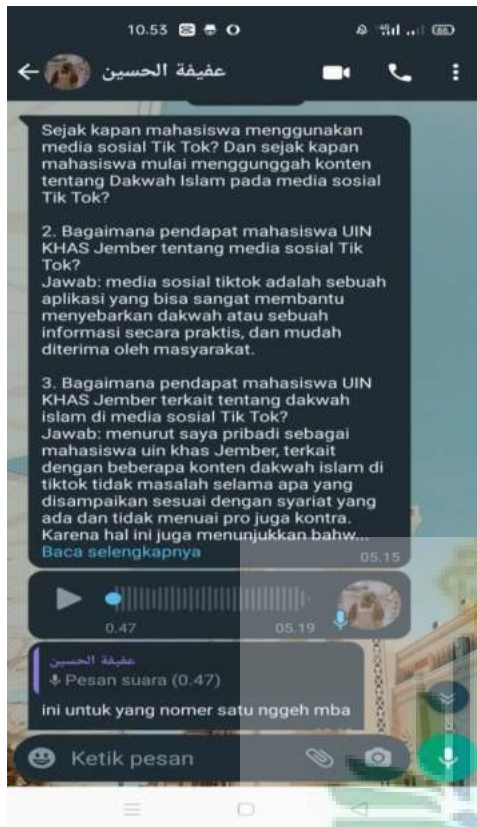 10.53
عفيفة الحسين
Sejak kapan mahasiswa menggunakan
media sosial Tik Tok? Dan sejak kapan
mahasiswa mulai menggunggah konten
tentang Dakwah Islam pada media sosial
Tik Tok?
2. Bagaimana pendapat mahasiswa UIN
KHAS Jember tentang media sosial Tik
Tok?
Jawab: media sosial tiktok adalah sebuah
aplikasi yang bisa sangat membantu
menyebarkan dakwah atau sebuah
informasi secara praktis, dan mudah
diterima oleh masyarakat.
3. Bagaimana pendapat mahasiswa UIN
KHAS Jember terkait tentang dakwah
islam di media sosial Tik Tok?
Jawab: menurut saya pribadi sebagai
mahasiswa uin khas Jember, terkait
dengan beberapa konten dakwah islam di
tiktok tidak masalah selama apa yang
disampaikan sesuai dengan syariat yang
ada dan tidak menuai pro juga kontra.
Karena hal ini juga menunjukkan bahw...
Baca selengkapnya 05.15
0.47 05.19
عفيفة الحسين
Pesan suara (0.47)
ini untuk yang nomer satu nggeh mba
Ketik pesan